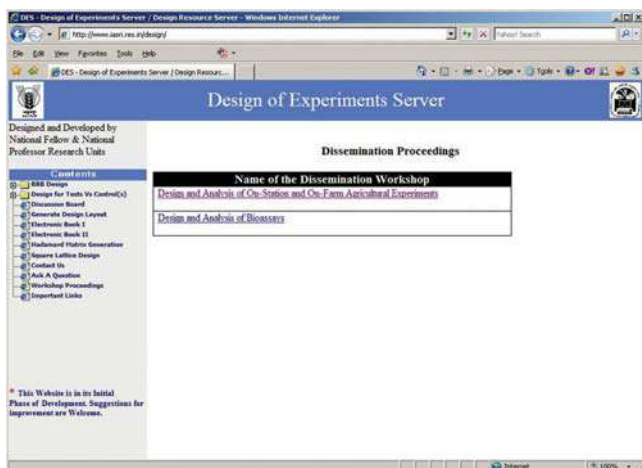 DES - Design of Experiments Server / Design Resource Server - Windows Internet Explorer
http://www.iasri.res.in/design/
Yahoo! Search
File Edit View Favorites Tools Help
DES - Design of Experiments Server / Design Resourc...
Page Tools
Design of Experiments Server
Designed and Developed by
National Fellow & National
Professor Research Units
Contents
BBB Design
Design for Tests Vs Control(s)
Discussion Board
Generate Design Layout
Electronic Book I
Electronic Book II
Hadamard Matrix Generation
Square Lattice Design
Contact Us
Ask A Question
Workshop Proceedings
Important Links
* This Website is in its Initial
Phase of Development. Suggestions for
improvement are Welcome.
Dissemination Proceedings
Name of the Dissemination Workshop
Design and Analysis of On-Station and On-Farm Agricultural Experiments
Design and Analysis of Bioassays
Internet
100%